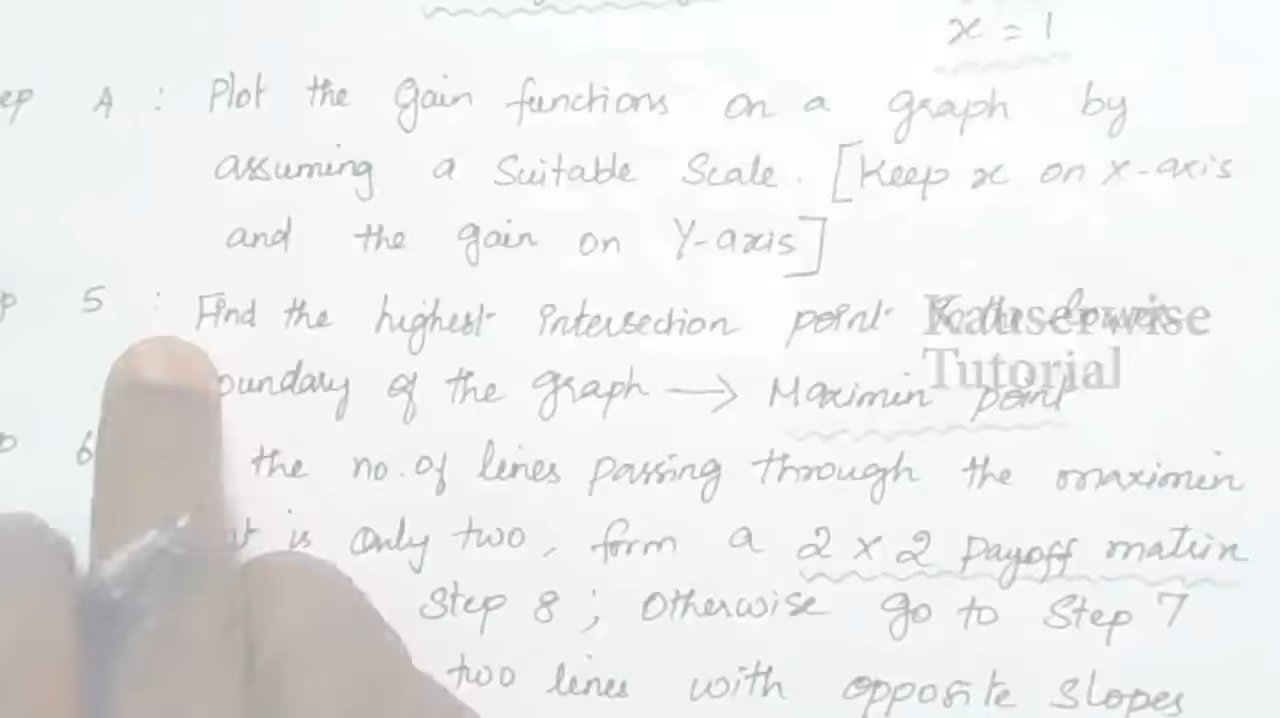 x = 1
ep 4 : Plot the gain functions on a graph by
assuming a suitable scale. [Keep x on x-axis
and the gain on Y-axis]
p 5 : Find the highest intersection point
Kauserwise
Tutorial
oundary of the graph → Maximin point
6 the no. of lines passing through the maximin
is only two, form a 2 x 2 payoff matrix
Step 8 ; Otherwise go to Step 7
two lines with opposite slopes